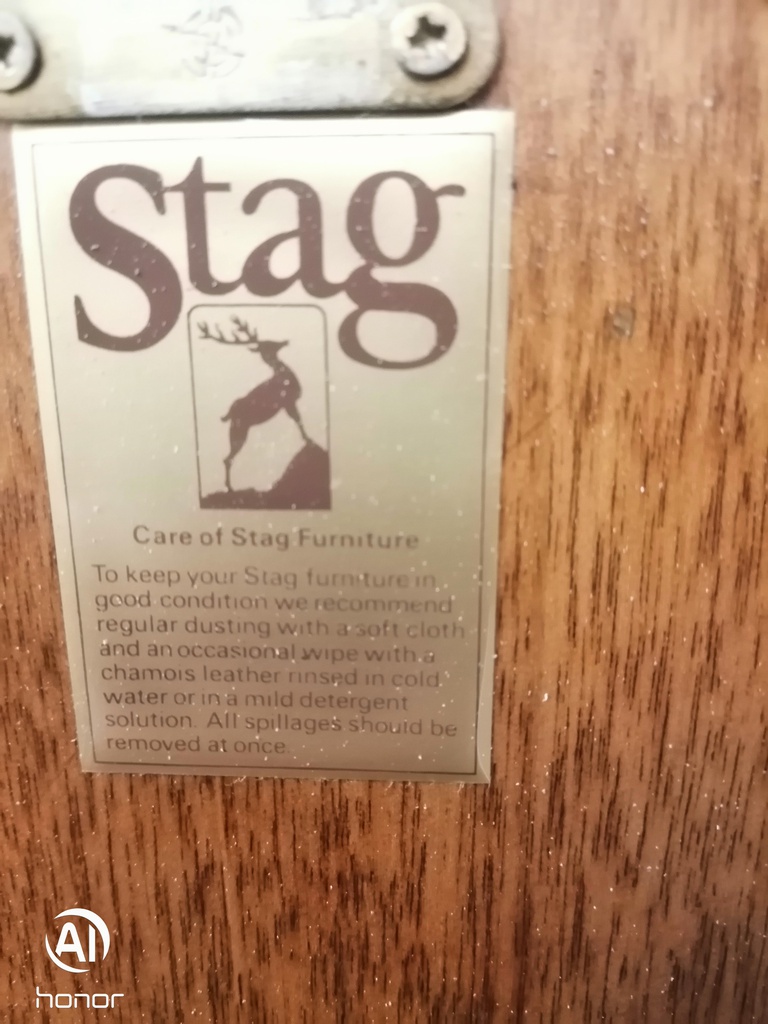 Stag
Care of Stag Furniture
To keep your Stag furniture in
good condition we recommend
regular dusting with a soft cloth
and an occasional wipe with a
chamois leather rinsed in cold
water or in a mild detergent
solution. All spillages should be
removed at once.
AI
honor